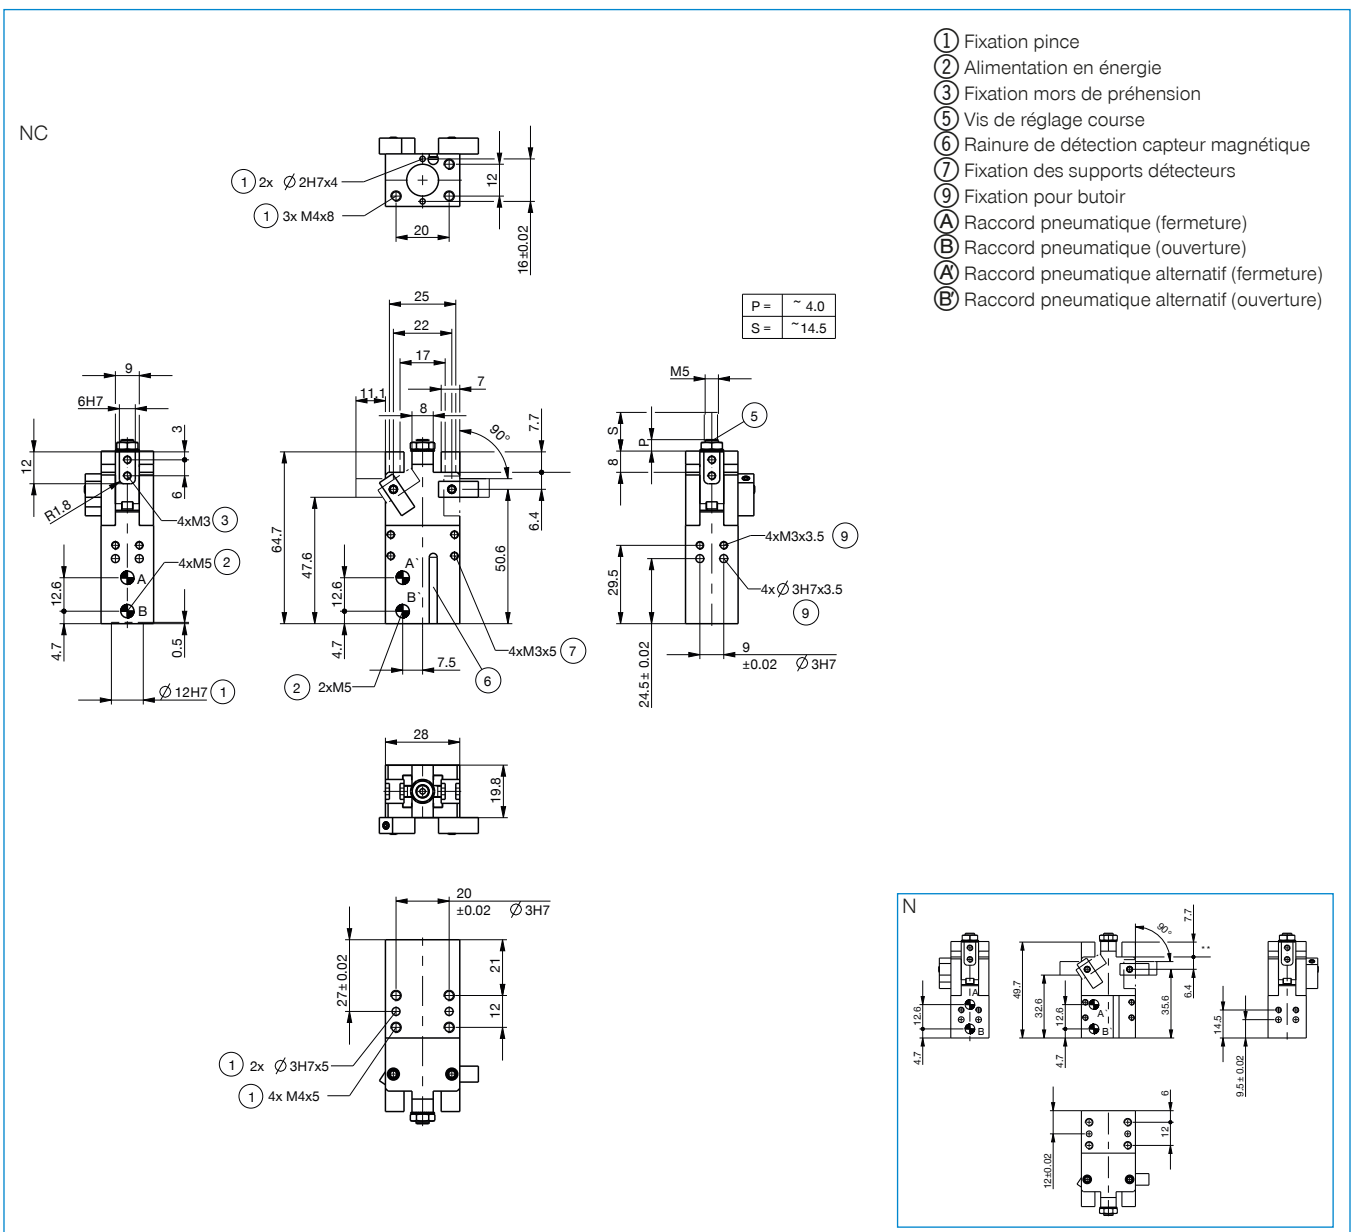 NC
① Fixation pince
② Alimentation en énergie
③ Fixation mors de préhension
⑤ Vis de réglage course
⑥ Rainure de détection capteur magnétique
⑦ Fixation des supports détecteurs
⑨ Fixation pour butoir
Ⓐ Raccord pneumatique (fermeture)
Ⓑ Raccord pneumatique (ouverture)
A' Raccord pneumatique alternatif (fermeture)
B' Raccord pneumatique alternatif (ouverture)
① 2x Ø 2H7x4
① 3x M4x8
20
12
16±0.02
P = ~ 4.0
S = ~14.5
9
6H7
3
12
6
R1.8
4xM3 ③
4xM5 ②
A
B
12.6
4.7
0.5
Ø 12H7 ①
25
22
17
7
11.1
8
90°
7.7
6.4
64.7
47.6
50.6
12.6
4.7
A`
B`
7.5
② 2xM5
⑥
4xM3x5 ⑦
M5
⑤
S
P
8
29.5
24.5± 0.02
4xM3x3.5 ⑨
4x Ø 3H7x3.5
⑨
9
±0.02 Ø 3H7
28
19.8
20
±0.02 Ø 3H7
27± 0.02
21
12
① 2x Ø 3H7x5
① 4x M4x5
N
A
B
12.6
4.7
49.7
32.6
12.6
4.7
A`
B`
90°
7.7
6.4
35.6
14.5
9.5± 0.02
12±0.02
6
12